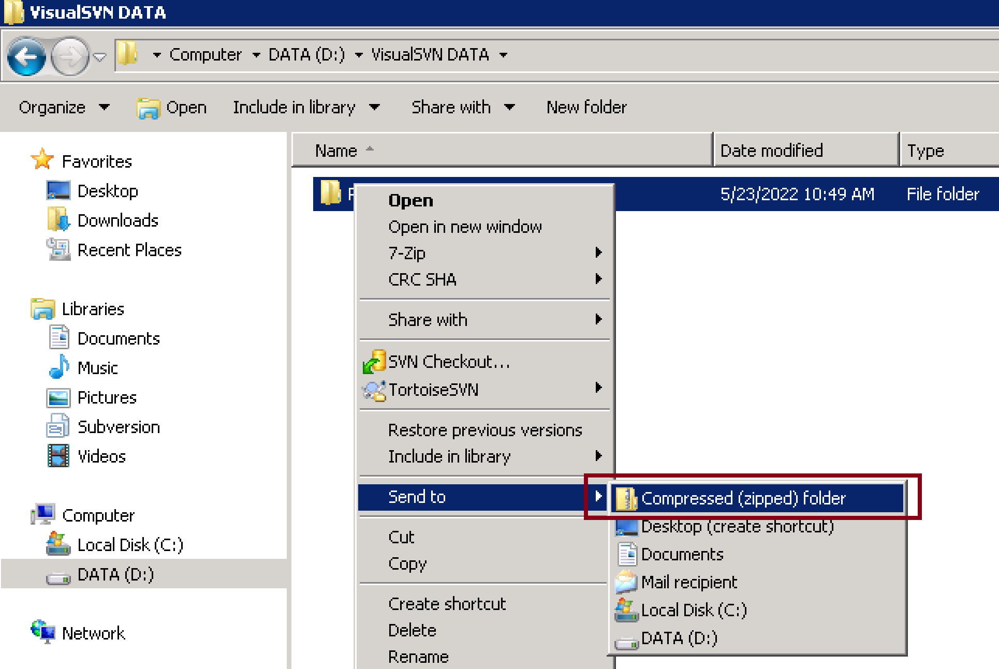 VisualSVN DATA
Computer DATA (D:) VisualSVN DATA
Organize Open Include in library Share with New folder
Name Date modified Type
5/23/2022 10:49 AM File folder
Favorites
Desktop
Downloads
Recent Places
Libraries
Documents
Music
Pictures
Subversion
Videos
Computer
Local Disk (C:)
DATA (D:)
Network
Open
Open in new window
7-Zip
CRC SHA
Share with
SVN Checkout...
TortoiseSVN
Restore previous versions
Include in library
Send to
Cut
Copy
Create shortcut
Delete
Rename
Compressed (zipped) folder
Desktop (create shortcut)
Documents
Mail recipient
Local Disk (C:)
DATA (D:)